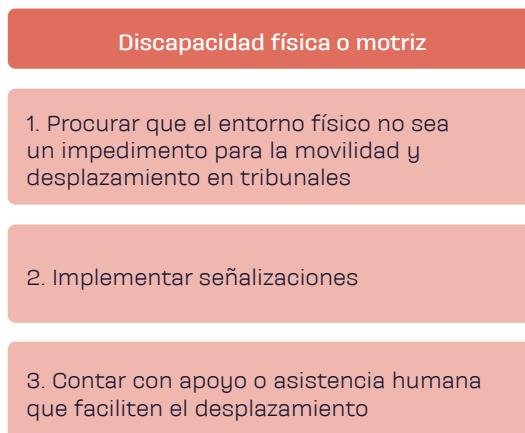 Discapacidad física o motriz
1. Procurar que el entorno físico no sea
un impedimento para la movilidad y
desplazamiento en tribunales
2. Implementar señalizaciones
3. Contar con apoyo o asistencia humana
que faciliten el desplazamiento